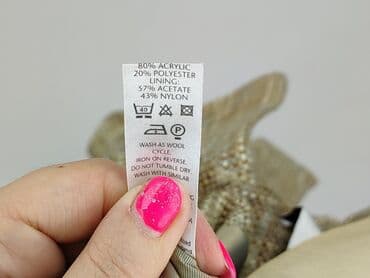 80% ACRYLIC
20% POLYESTER
LINING:
57% ACETATE
43% NYLON
40
P
WASH AS WOOL
CYCLE.
IRON ON REVERSE.
DO NOT TUMBLE DRY.
WASH WITH SIMILAR